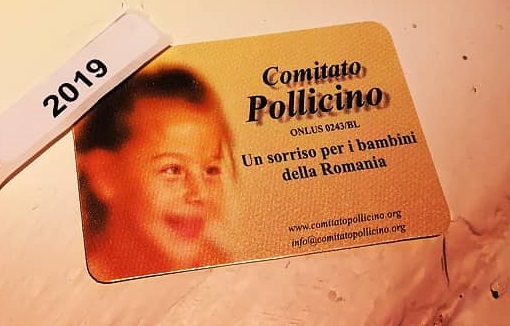 2019
Comitato
Pollicino
ONLUS 0243/BL
Un sorriso per i bambini
della Romania
www.comitatopollicino.org
info@comitatopollicino.org